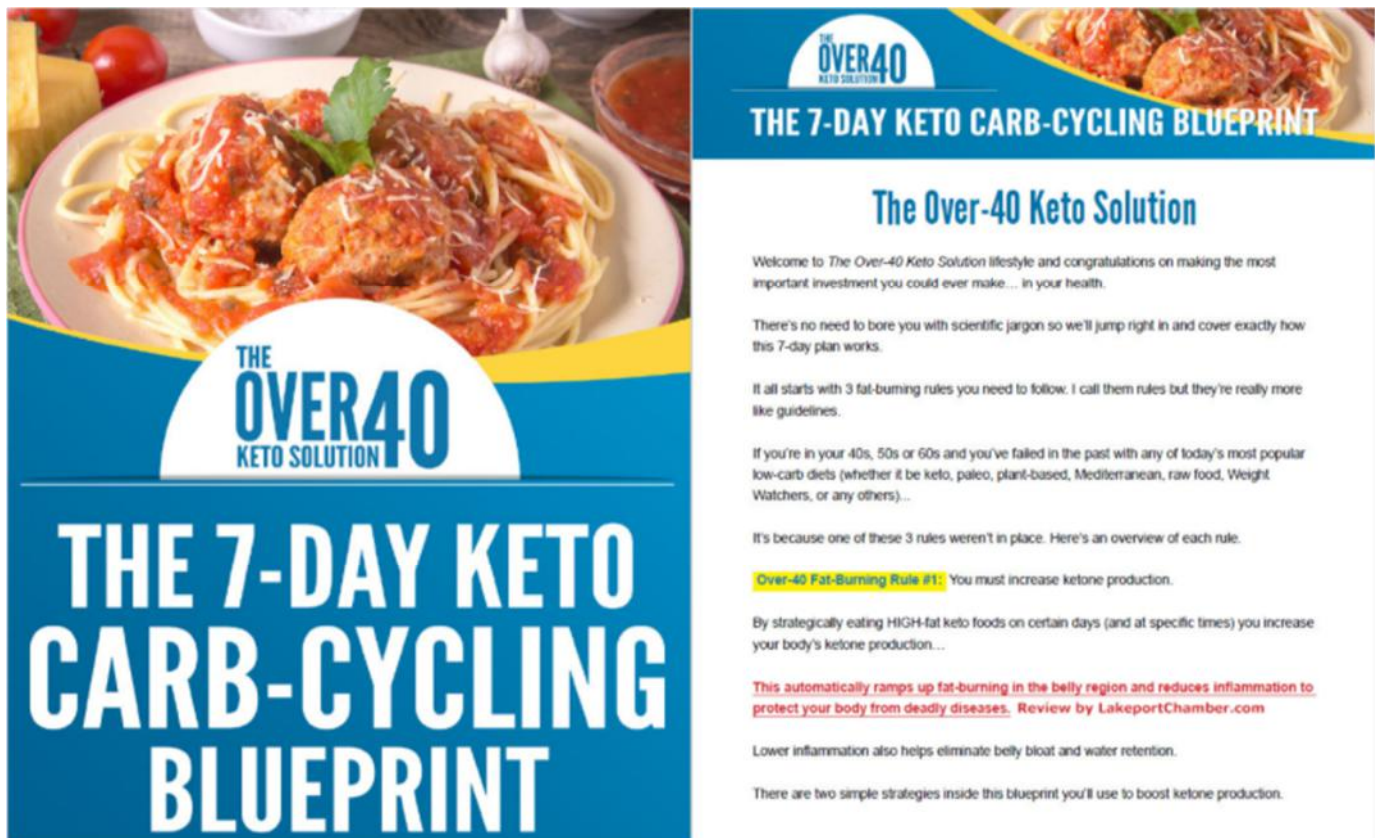 THE
OVER40
KETO SOLUTION
THE 7-DAY KETO
CARB-CYCLING
BLUEPRINT
THE
OVER40
KETO SOLUTION
THE 7-DAY KETO CARB-CYCLING BLUEPRINT
The Over-40 Keto Solution
Welcome to The Over-40 Keto Solution lifestyle and congratulations on making the most
important investment you could ever make... in your health.
There's no need to bore you with scientific jargon so we'll jump right in and cover exactly how
this 7-day plan works.
It all starts with 3 fat-burning rules you need to follow. I call them rules but they're really more
like guidelines.
If you're in your 40s, 50s or 60s and you've failed in the past with any of today's most popular
low-carb diets (whether it be keto, paleo, plant-based, Mediterranean, raw food, Weight
Watchers, or any others)...
It's because one of these 3 rules weren't in place. Here's an overview of each rule.
Over-40 Fat-Burning Rule #1: You must increase ketone production.
By strategically eating HIGH-fat keto foods on certain days (and at specific times) you increase
your body's ketone production...
This automatically ramps up fat-burning in the belly region and reduces inflammation to
protect your body from deadly diseases. Review by LakeportChamber.com
Lower inflammation also helps eliminate belly bloat and water retention.
There are two simple strategies inside this blueprint you'll use to boost ketone production.